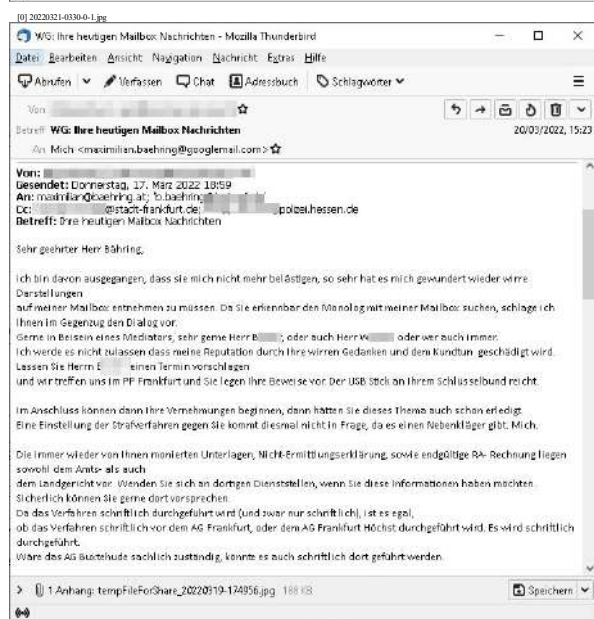 [0] 20220321-0330-0-1.jpg
WG: Ihre heutigen Mailbox Nachrichten - Mozilla Thunderbird
Datei Bearbeiten Ansicht Navigation Nachricht Extras Hilfe
Abrufen Verfassen Chat Adressbuch Schlagwörter
Von
Betreff WG: Ihre heutigen Mailbox Nachrichten 20/03/2022, 15:23
An Mich <maximilian.baehring@googlemail.com>
Von:
Gesendet: Donnerstag, 17. März 2022 18:59
An: maximilian@baehring.at; 'b.baehring
Cc: @stadt-frankfurt.de; polizei.hessen.de
Betreff: Ihre heutigen Mailbox Nachrichten
Sehr geehrter Herr Bähring,
ich bin davon ausgegangen, dass sie mich nicht mehr belästigen, so sehr hat es mich gewundert wieder wirre
Darstellungen
auf meiner Mailbox entnehmen zu müssen. Da Sie erkennbar den Monolog mit meiner Mailbox suchen, schlage ich
Ihnen im Gegenzug den Dialog vor.
Gerne in Beisein eines Mediators, sehr gerne Herr B , oder auch Herr W oder wer auch immer.
Ich werde es nicht zulassen dass meine Reputation durch Ihre wirren Gedanken und dem Kundtun geschädigt wird.
Lassen Sie Herrn B einen Termin vorschlagen
und wir treffen uns im PP Frankfurt und Sie legen Ihre Beweise vor. Der USB Stick an Ihrem Schlüsselbund reicht.
Im Anschluss können dann Ihre Vernehmungen beginnen, dann hätten Sie dieses Thema auch schon erledigt.
Eine Einstellung der Strafverfahren gegen Sie kommt diesmal nicht in Frage, da es einen Nebenkläger gibt. Mich.
Die immer wieder von Ihnen monierten Unterlagen, Nicht-Ermittlungserklärung, sowie endgültige RA- Rechnung liegen
sowohl dem Amts- als auch
dem Landgericht vor. Wenden Sie sich an dortigen Dienststellen, wenn Sie diese Informationen haben möchten.
Sicherlich können Sie gerne dort vorsprechen.
Da das Verfahren schriftlich durchgeführt wird (und zwar nur schriftlich), ist es egal,
ob das Verfahren schriftlich vor dem AG Frankfurt, oder dem AG Frankfurt Höchst durchgeführt wird. Es wird schriftlich
durchgeführt.
Wäre das AG Buxtehude sachlich zuständig, könnte es auch schriftlich dort geführt werden.
1 Anhang: tempFileForShare_20220319-174956.jpg 188 KB Speichern